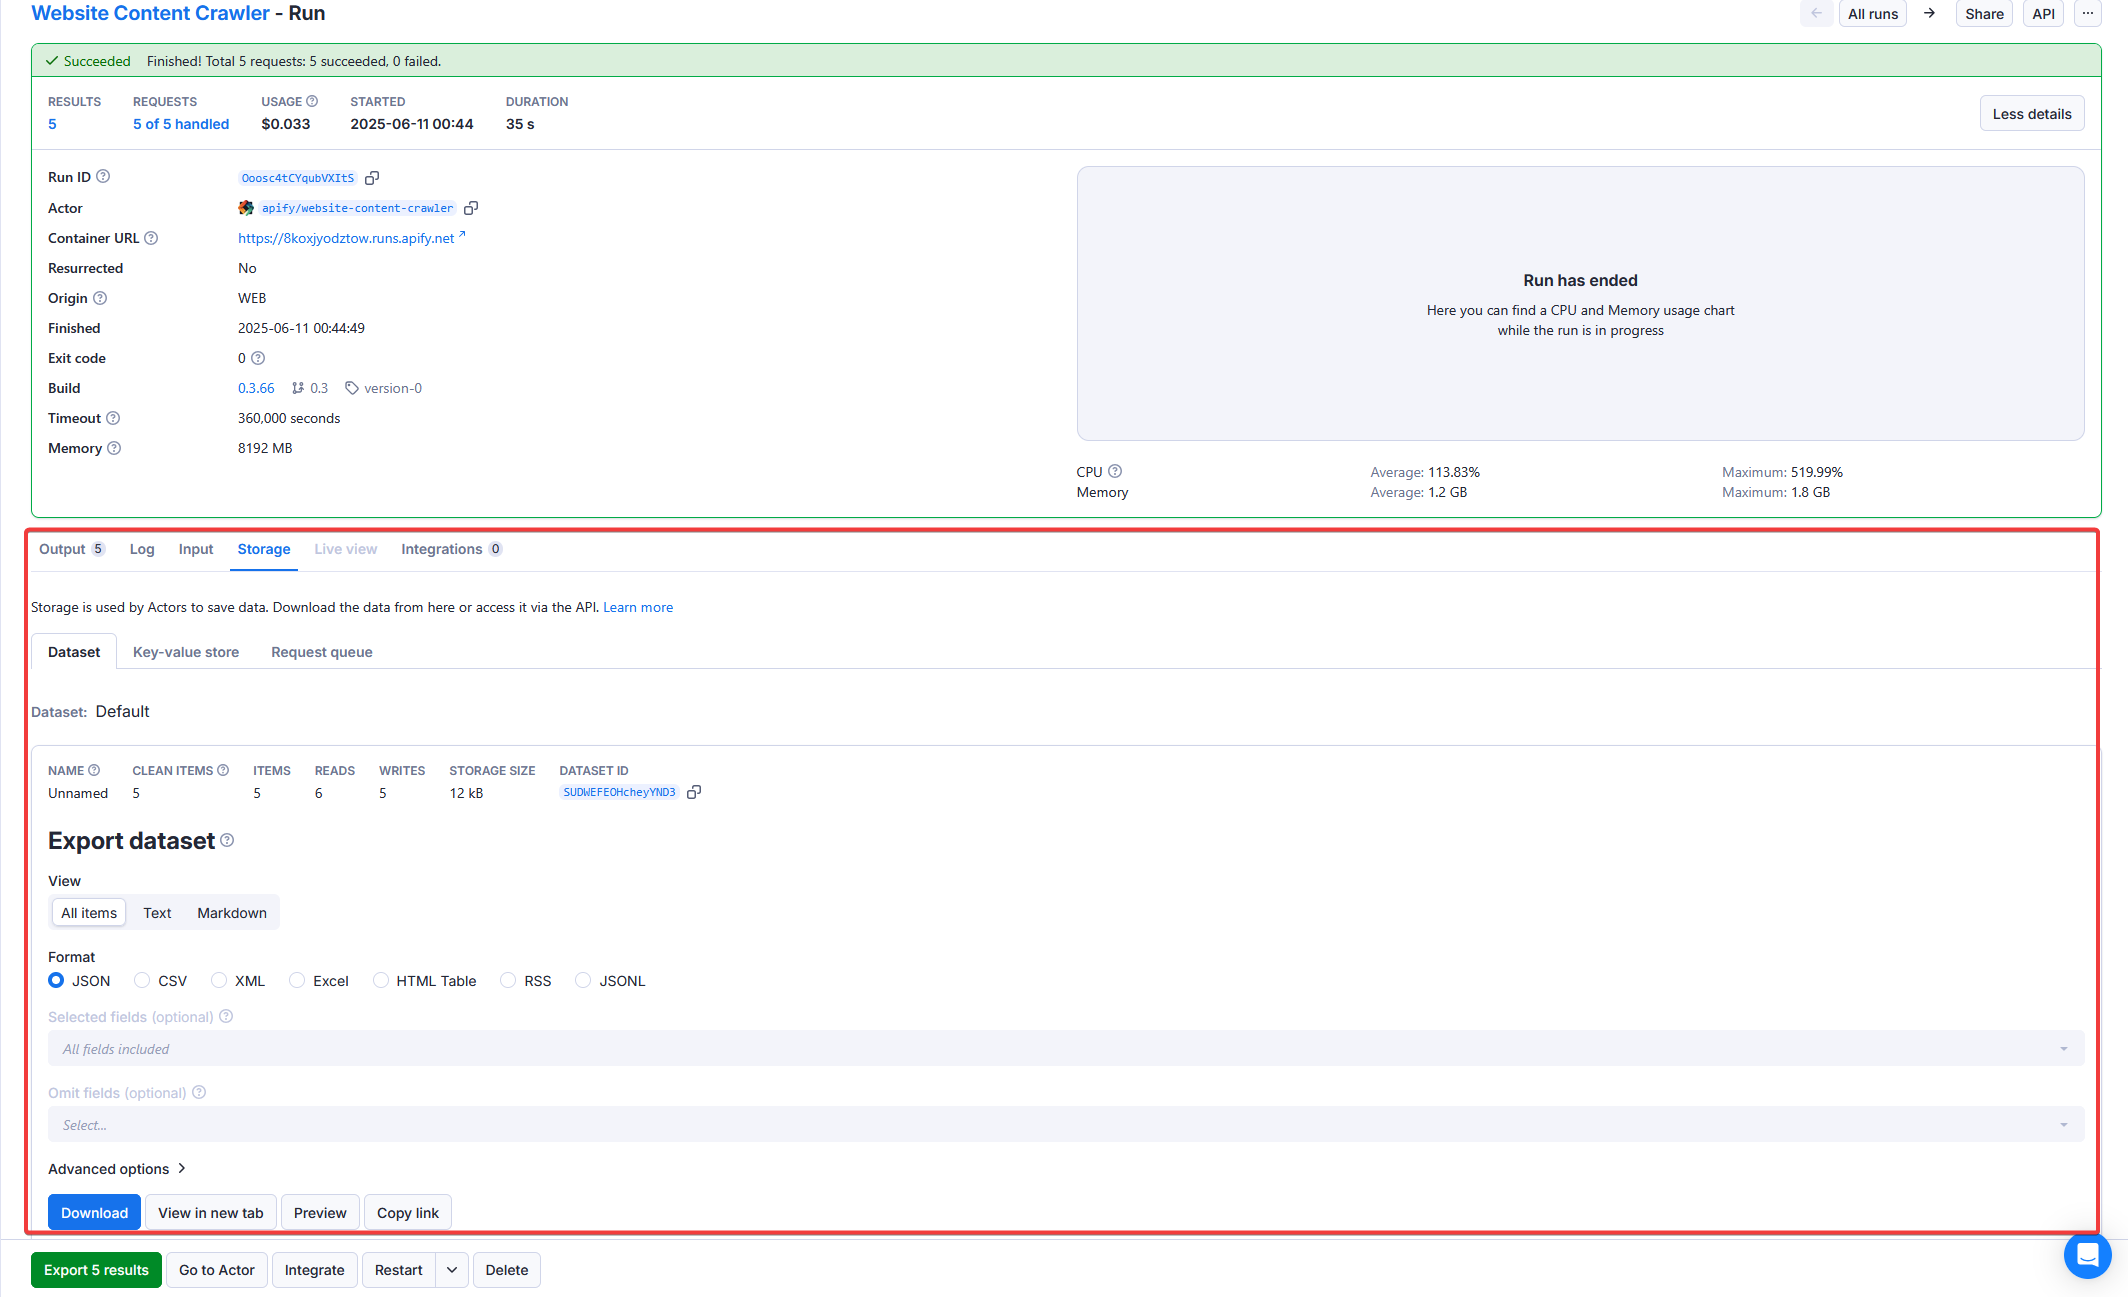 Website Content Crawler - Run
All runs
Share
API
Succeeded Finished! Total 5 requests: 5 succeeded, 0 failed.
RESULTS REQUESTS USAGE STARTED DURATION
5 5 of 5 handled $0.033 2025-06-11 00:44 35 s
Less details
Run ID Ooosc4tCYqubVXItS
Actor apify/website-content-crawler
Container URL https://8koxjyodztow.runs.apify.net
Resurrected No
Origin WEB
Finished 2025-06-11 00:44:49
Exit code 0
Build 0.3.66 0.3 version-0
Timeout 360,000 seconds
Memory 8192 MB
Run has ended
Here you can find a CPU and Memory usage chart
while the run is in progress
CPU Average: 113.83% Maximum: 519.99%
Memory Average: 1.2 GB Maximum: 1.8 GB
Output 5 Log Input Storage Live view Integrations 0
Storage is used by Actors to save data. Download the data from here or access it via the API. Learn more
Dataset Key-value store Request queue
Dataset: Default
NAME CLEAN ITEMS ITEMS READS WRITES STORAGE SIZE DATASET ID
Unnamed 5 5 6 5 12 kB SUDWEFEOHcheyYND3
Export dataset
View
All items Text Markdown
Format
JSON CSV XML Excel HTML Table RSS JSONL
Selected fields (optional)
All fields included
Omit fields (optional)
Select...
Advanced options
Download View in new tab Preview Copy link
Export 5 results Go to Actor Integrate Restart Delete